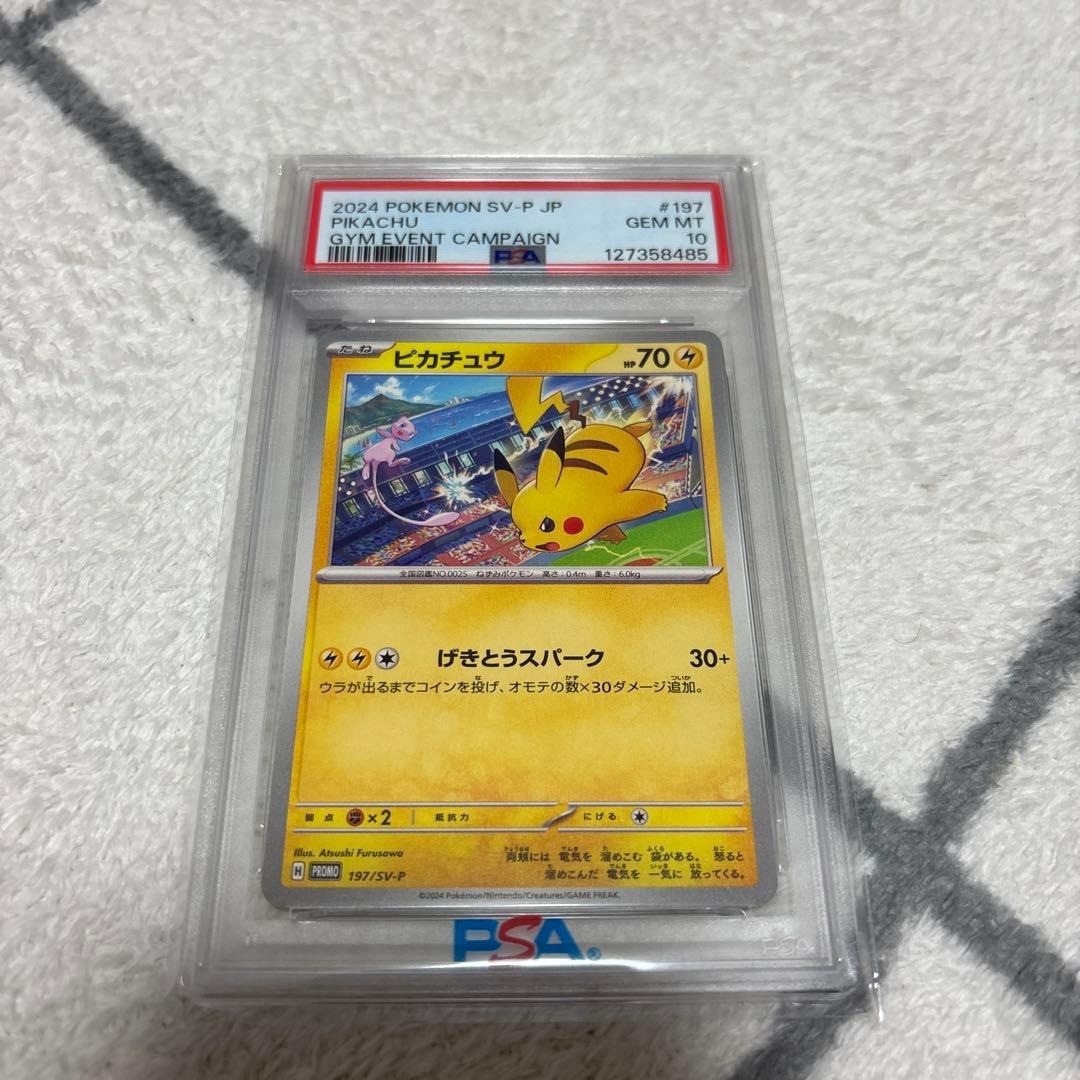 2024 POKEMON SV-P JP #197
PIKACHU GEM MT
GYM EVENT CAMPAIGN 10
PSA 127358485
たね ピカチュウ HP 70
全国図鑑NO.0025 ねずみポケモン 高さ:0.4m 重さ:6.0kg
げきとうスパーク 30+
ウラが出るまでコインを投げ、オモテの数×30ダメージ追加。
弱点 ×2 抵抗力 にげる
Illus. Atsushi Furusawa
両頬には 電気を 溜めこむ 袋がある。 怒ると
溜めこんだ 電気を 一気に 放ってくる。
H PROMO 197/SV-P
©2024 Pokémon/Nintendo/Creatures/GAME FREAK.
PSA
PSA